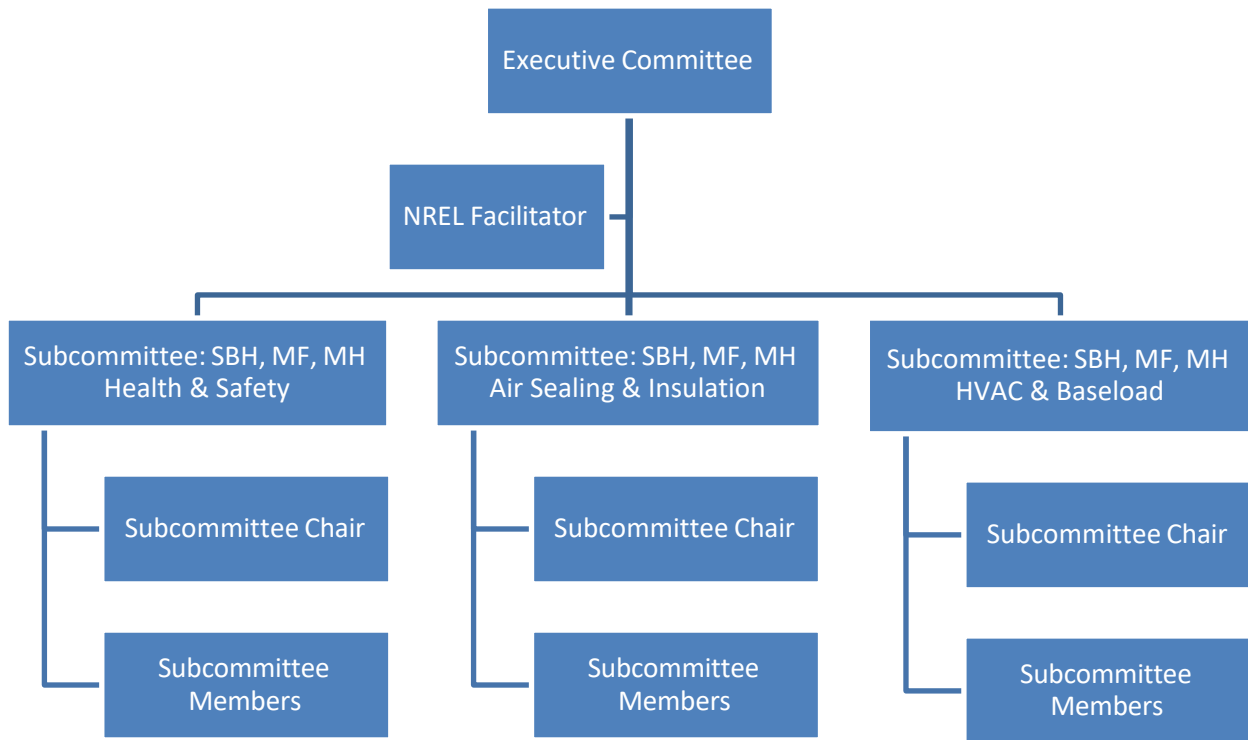 Executive Committee
NREL Facilitator
Subcommittee: SBH, MF, MH
Health & Safety
Subcommittee: SBH, MF, MH
Air Sealing & Insulation
Subcommittee: SBH, MF, MH
HVAC & Baseload
Subcommittee Chair
Subcommittee Chair
Subcommittee Chair
Subcommittee
Members
Subcommittee
Members
Subcommittee
Members